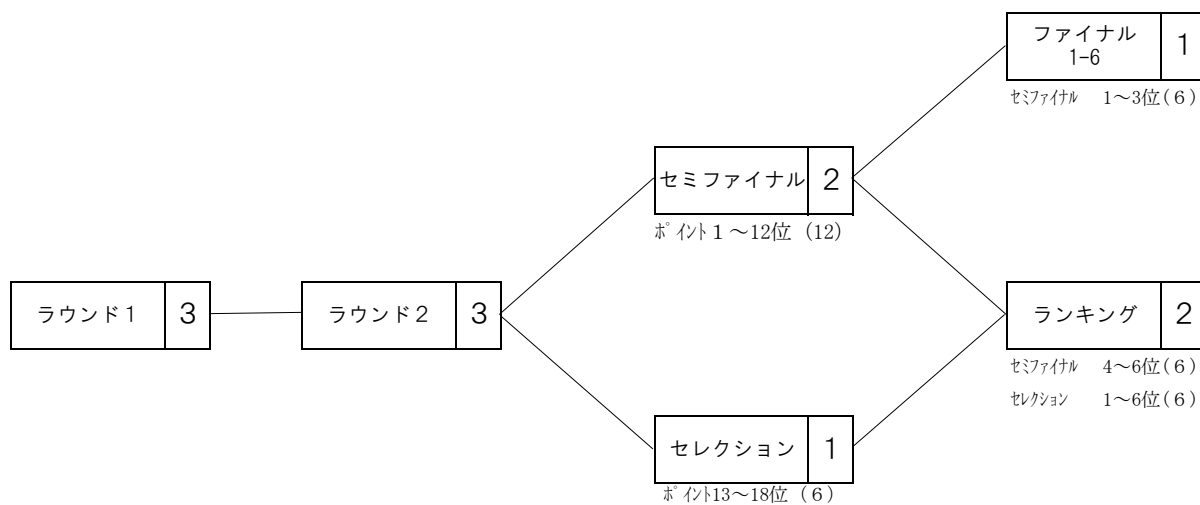 ファイナル
1-6
1
ｾﾐﾌｧｲﾅﾙ 1～3位(6)
セミファイナル 2
ﾎﾟｲﾝﾄ１～12位 (12)
ラウンド１ 3
ラウンド２ 3
ランキング 2
ｾﾐﾌｧｲﾅﾙ 4～6位(6)
ｾﾚｸｼｮﾝ 1～6位(6)
セレクション 1
ﾎﾟｲﾝﾄ13～18位 (6)